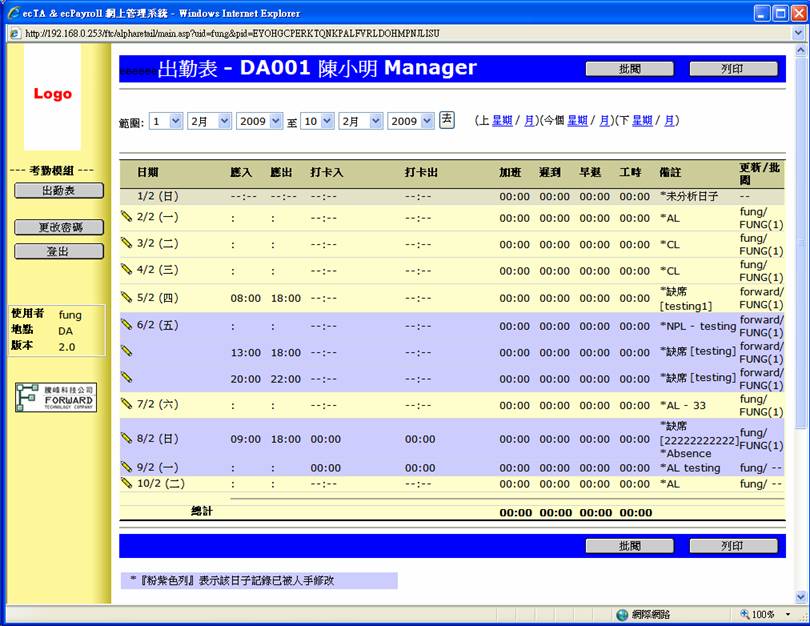 ecTA & ecPayroll 網上管理系統 - Windows Internet Explorer
http://192.168.0.253/ftc/alpharetail/main.asp?uid=fung&pid=EYOHGCPERKTQNKPALFVRLDOHMPNJLISU
Logo
出勤表 - DA001 陳小明 Manager
批閱 列印
範圍: 1 2月 2009 至 10 2月 2009 去 (上 星期 / 月)(今個 星期 / 月)(下 星期 / 月)
--- 考勤模組 ---
出勤表
更改密碼
登出
使用者 fung
地點 DA
版本 2.0
騰峰科技公司
FORWARD
TECHNOLOGY COMPANY
日期 應入 應出 打卡入 打卡出 加班 遲到 早退 工時 備註 更新/批閱
1/2 (日) --:-- --:-- --:-- --:-- 00:00 00:00 00:00 00:00 *未分析日子 --
2/2 (一) : : --:-- --:-- 00:00 00:00 00:00 00:00 *AL fung/ FUNG(1)
3/2 (二) : : --:-- --:-- 00:00 00:00 00:00 00:00 *CL fung/ FUNG(1)
4/2 (三) : : --:-- --:-- 00:00 00:00 00:00 00:00 *CL fung/ FUNG(1)
5/2 (四) 08:00 18:00 --:-- --:-- 00:00 00:00 00:00 00:00 *缺席 [testing1] forward/ FUNG(1)
6/2 (五) : : --:-- --:-- 00:00 00:00 00:00 00:00 *NPL - testing forward/ FUNG(1)
13:00 18:00 --:-- --:-- 00:00 00:00 00:00 00:00 *缺席 [testing] forward/ FUNG(1)
20:00 22:00 --:-- --:-- 00:00 00:00 00:00 00:00 *缺席 [testing] forward/ FUNG(1)
7/2 (六) : : --:-- --:-- 00:00 00:00 00:00 00:00 *AL - 33 fung/ FUNG(1)
8/2 (日) 09:00 18:00 00:00 00:00 00:00 00:00 00:00 00:00 *缺席 [22222222222] *Absence fung/ FUNG(1)
9/2 (一) : : 00:00 00:00 00:00 00:00 00:00 00:00 *AL testing fung/ --
10/2 (二) : : --:-- --:-- 00:00 00:00 00:00 00:00 *AL fung/ --
總計 00:00 00:00 00:00 00:00
批閱 列印
*『粉紫色列』表示該日子記錄已被人手修改
網際網路 100%